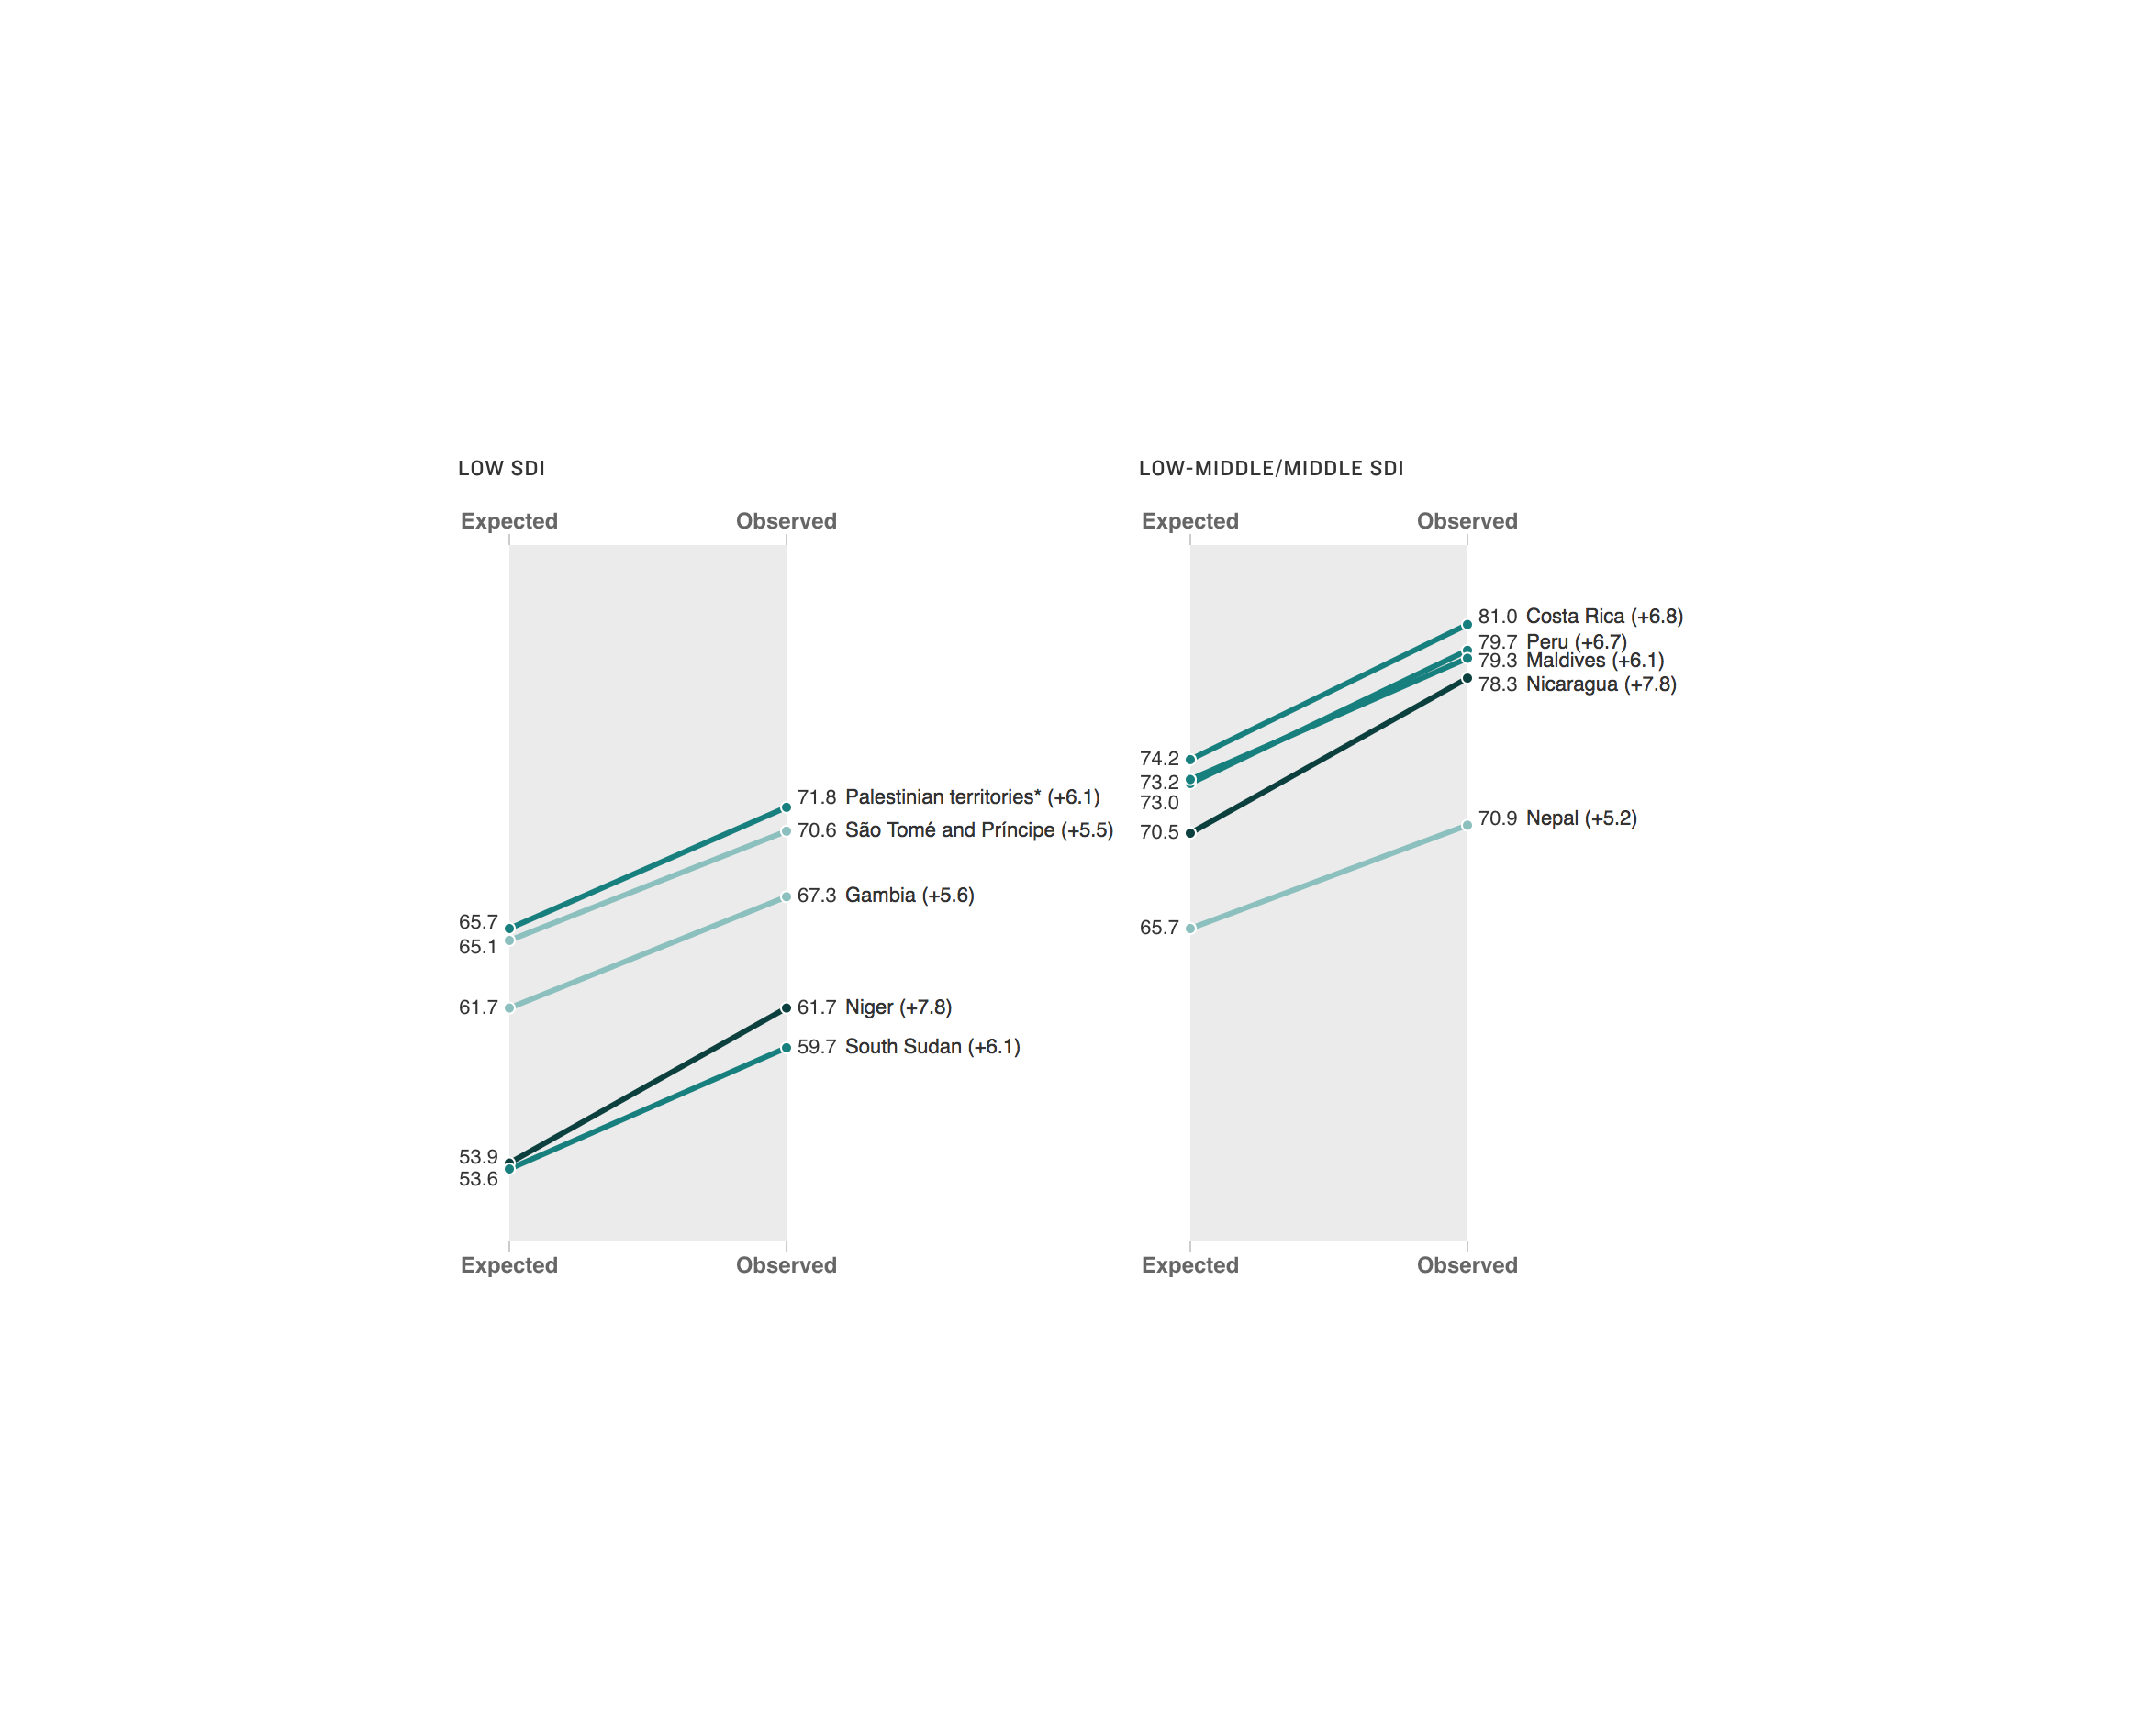 LOW SDI
Expected Observed
71.8 Palestinian territories* (+6.1)
70.6 São Tomé and Príncipe (+5.5)
67.3 Gambia (+5.6)
65.7
65.1
61.7
61.7 Niger (+7.8)
59.7 South Sudan (+6.1)
53.9
53.6
Expected Observed
LOW-MIDDLE/MIDDLE SDI
Expected Observed
81.0 Costa Rica (+6.8)
79.7 Peru (+6.7)
79.3 Maldives (+6.1)
78.3 Nicaragua (+7.8)
74.2
73.2
73.0
70.5
70.9 Nepal (+5.2)
65.7
Expected Observed